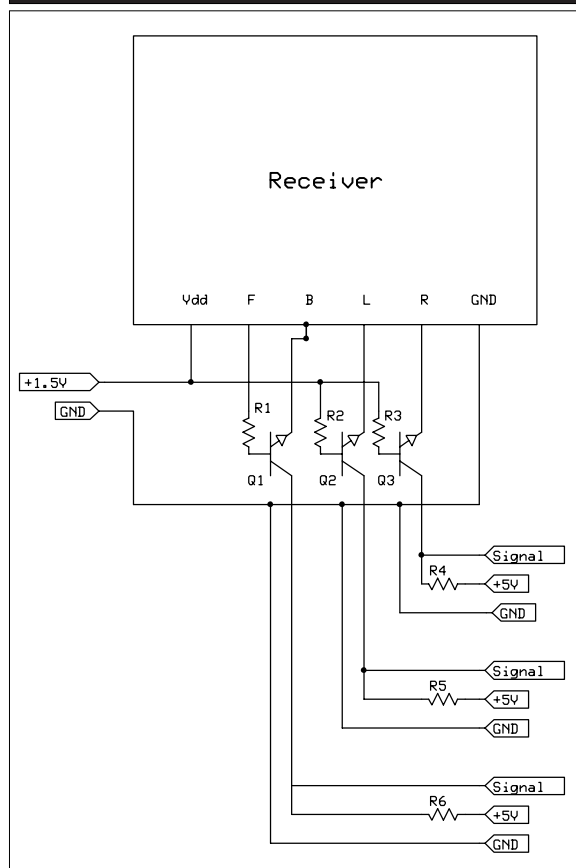 Receiver
Vdd F B L R GND
+1.5V
GND
R1 R2 R3
Q1 Q2 Q3
Signal
R4
+5V
GND
Signal
R5
+5V
GND
Signal
R6
+5V
GND